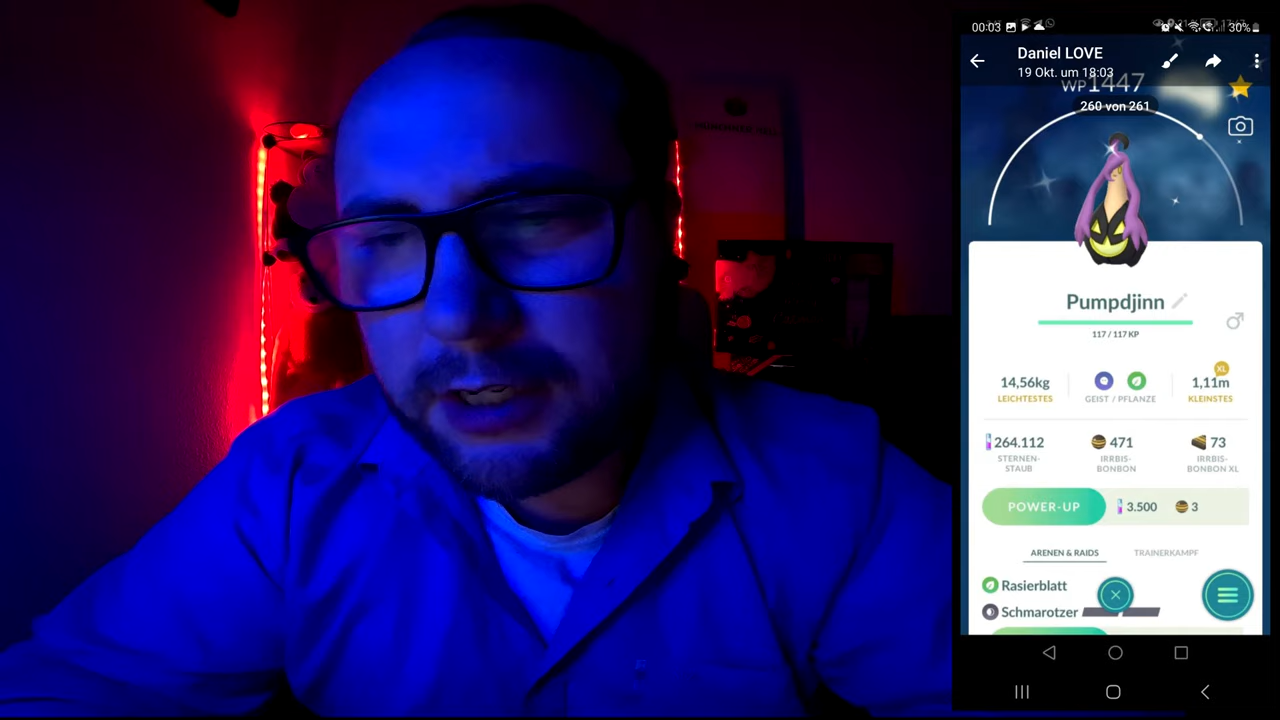 00:03
30%
Daniel LOVE
19 Okt. um 18:03
WP1447
260 von 261
Pumpdjinn
117 / 117 KP
14,56kg
LEICHTESTES
GEIST / PFLANZE
XL
1,11m
KLEINSTES
264.112
STERNEN-
STAUB
471
IRRBIS-
BONBON
73
IRRBIS-
BONBON XL
POWER-UP
3.500
3
ARENEN & RAIDS
TRAINERKAMPF
Rasierblatt
Schmarotzer